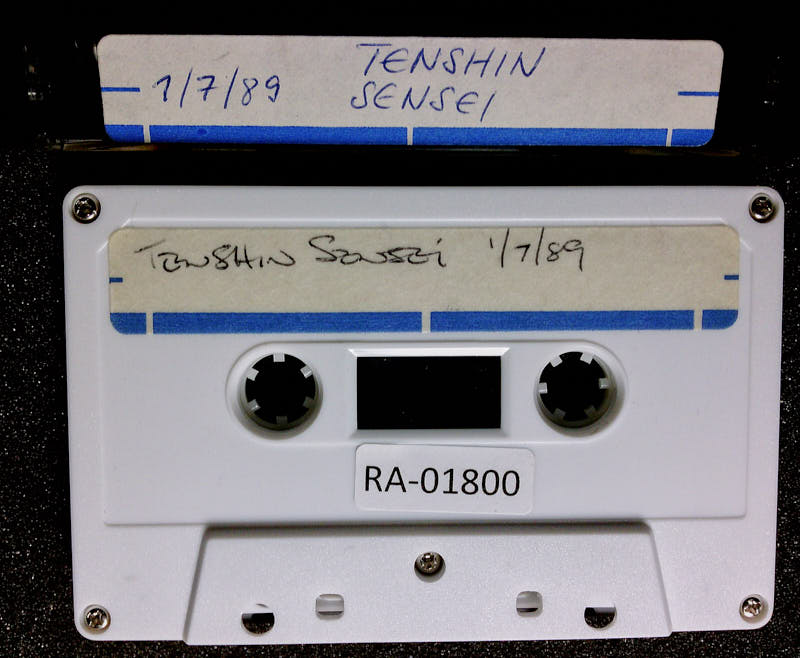 1/7/89 TENSHIN
SENSEI
TENSHIN SENSEI 1/7/89
RA-01800